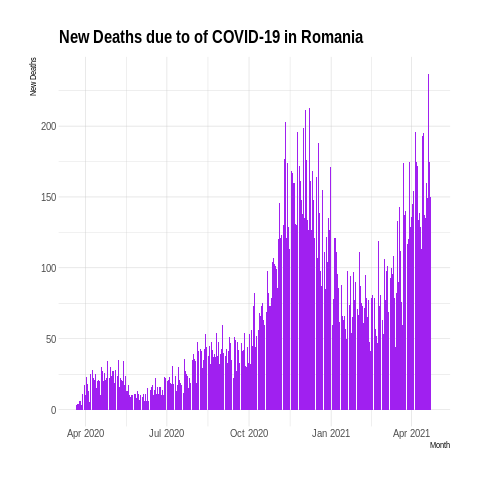 New Deaths due to of COVID-19 in Romania
New Deaths
200
150
100
50
0
Apr 2020
Jul 2020
Oct 2020
Jan 2021
Apr 2021
Month